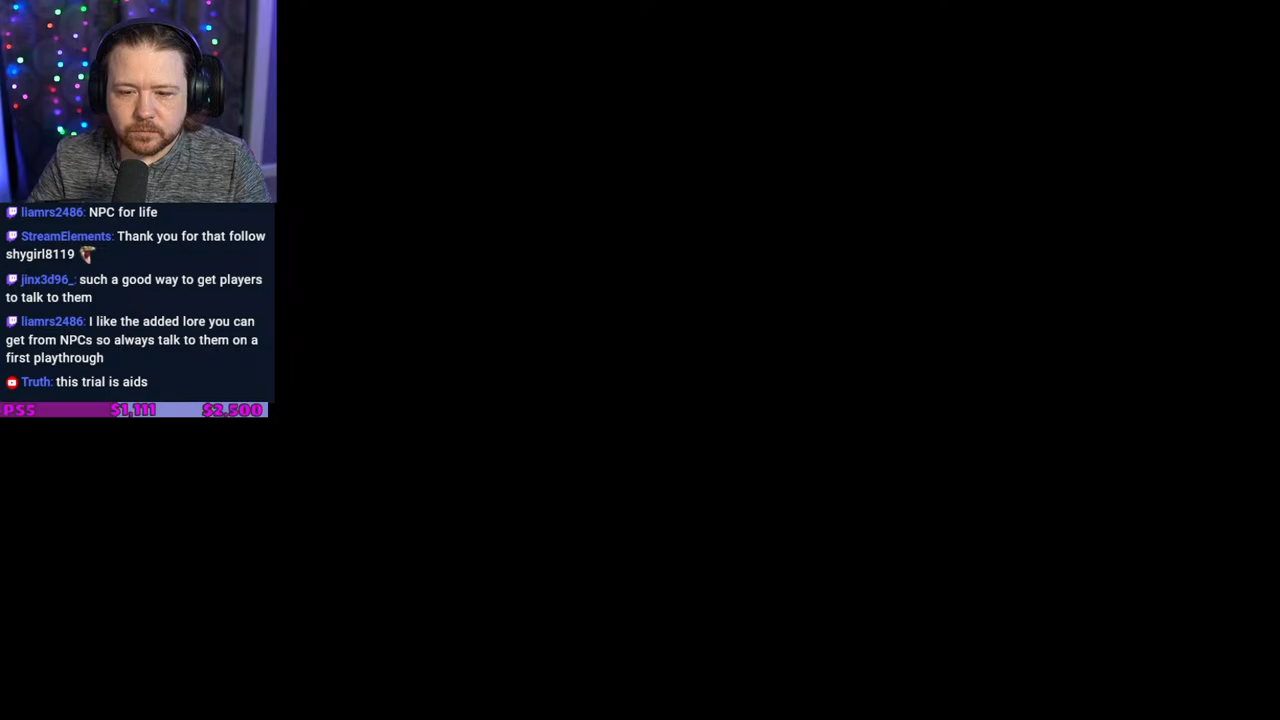 liamrs2486: NPC for life
StreamElements: Thank you for that follow
shygirl8119
jinx3d96_: such a good way to get players
to talk to them
liamrs2486: I like the added lore you can
get from NPCs so always talk to them on a
first playthrough
Truth: this trial is aids
PS5 $1,111 $2,500